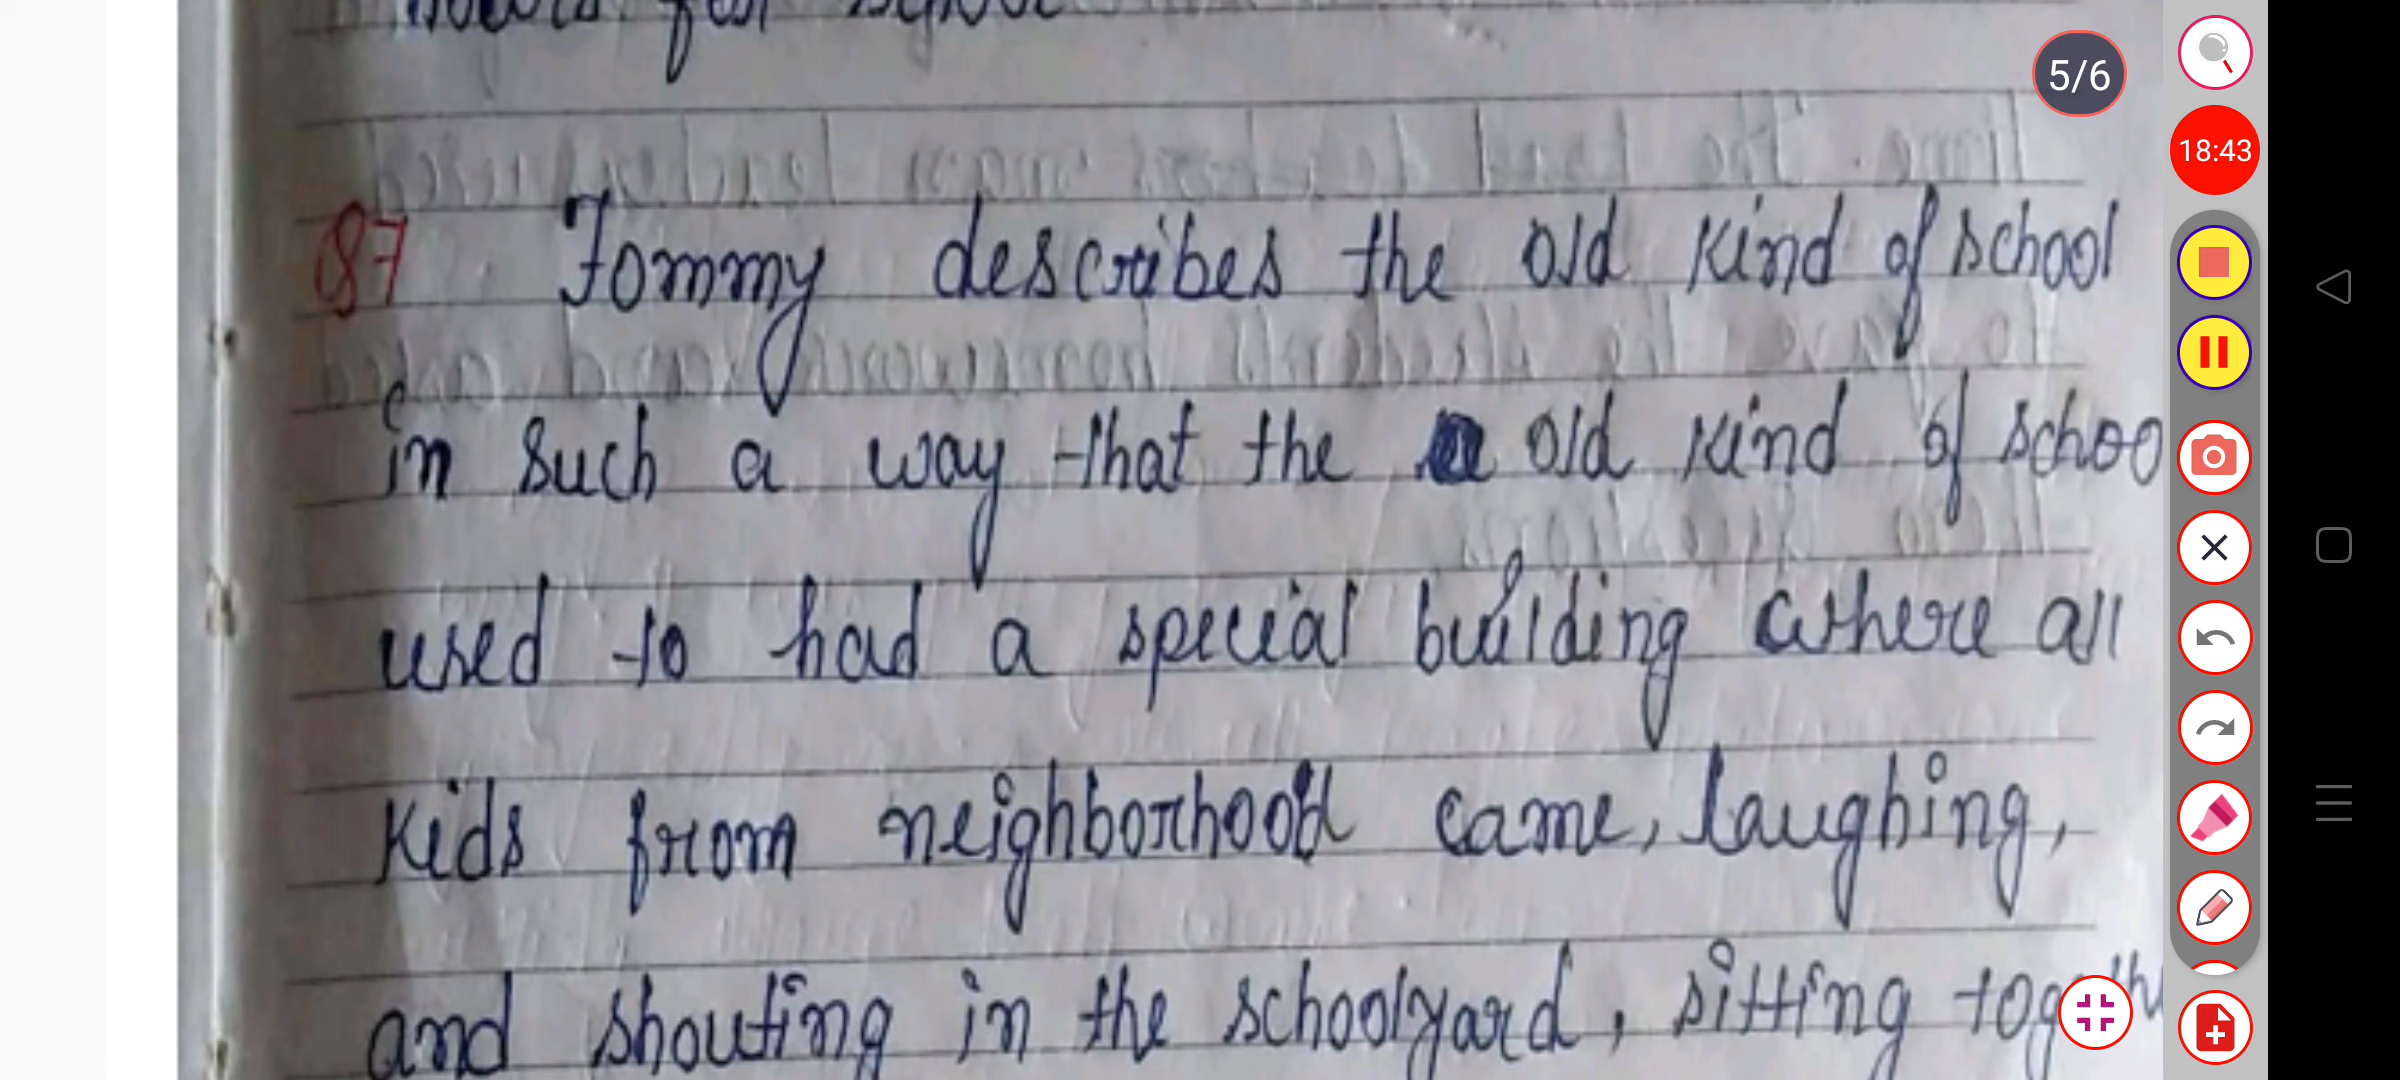 5/6
18:43
87 Tommy describes the old kind of school
in such a way that the old kind of schoo
used to had a special building where all
kids from neighborhood came, laughing,
and shouting in the schoolyard, sitting togeth